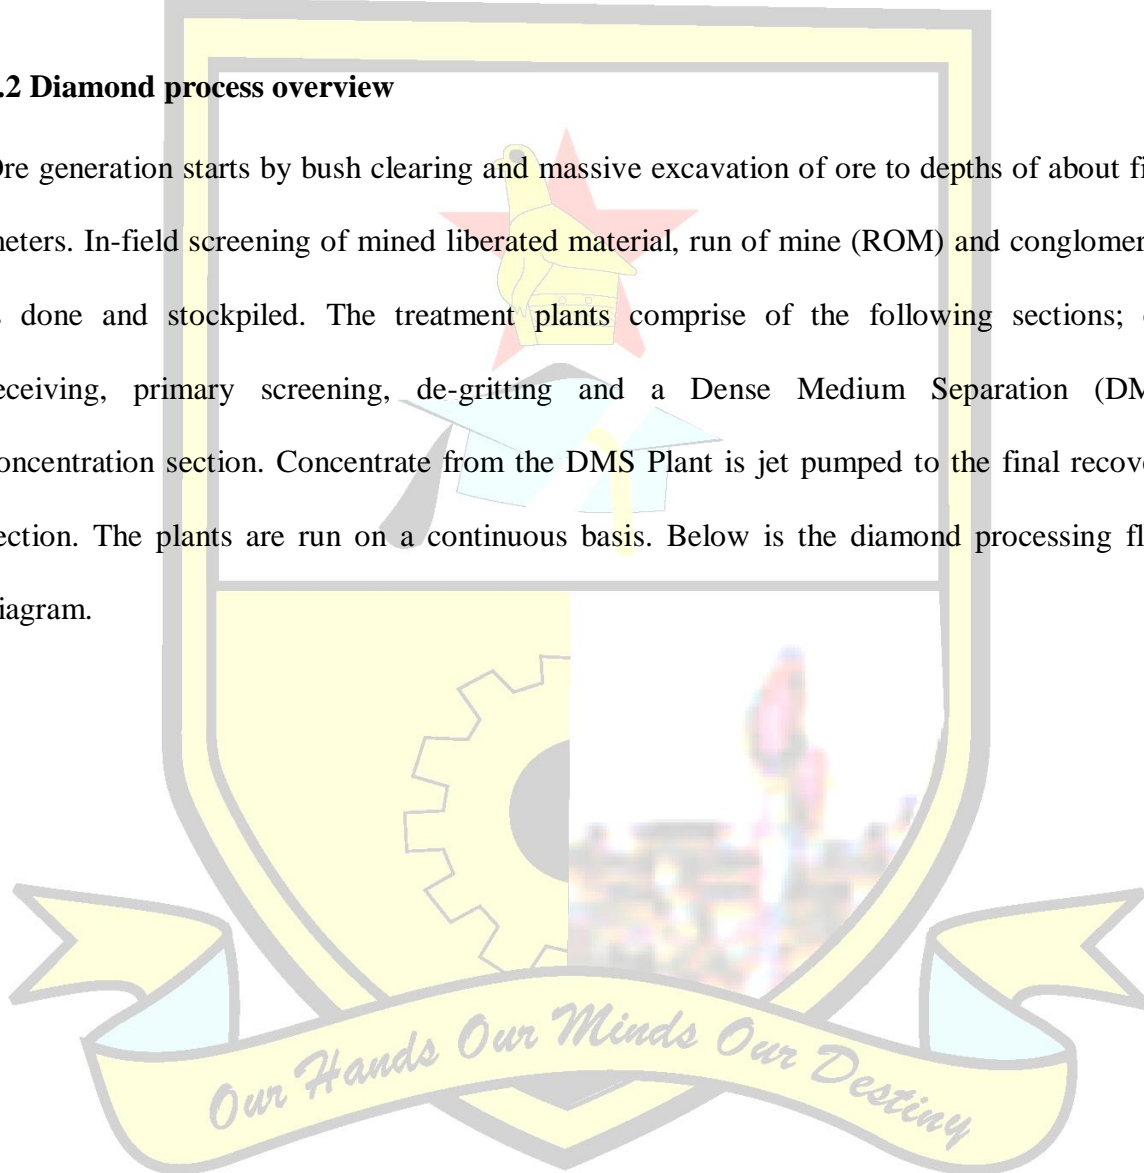 .2 Diamond process overview
re generation starts by bush clearing and massive excavation of ore to depths of about fi
eters. In-field screening of mined liberated material, run of mine (ROM) and conglomer
done and stockpiled. The treatment plants comprise of the following sections;
eceiving, primary screening, de-gritting and a Dense Medium Separation (DM
oncentration section. Concentrate from the DMS Plant is jet pumped to the final recove
ection. The plants are run on a continuous basis. Below is the diamond processing fl
iagram.
Our Hands Our Minds Our Destiny